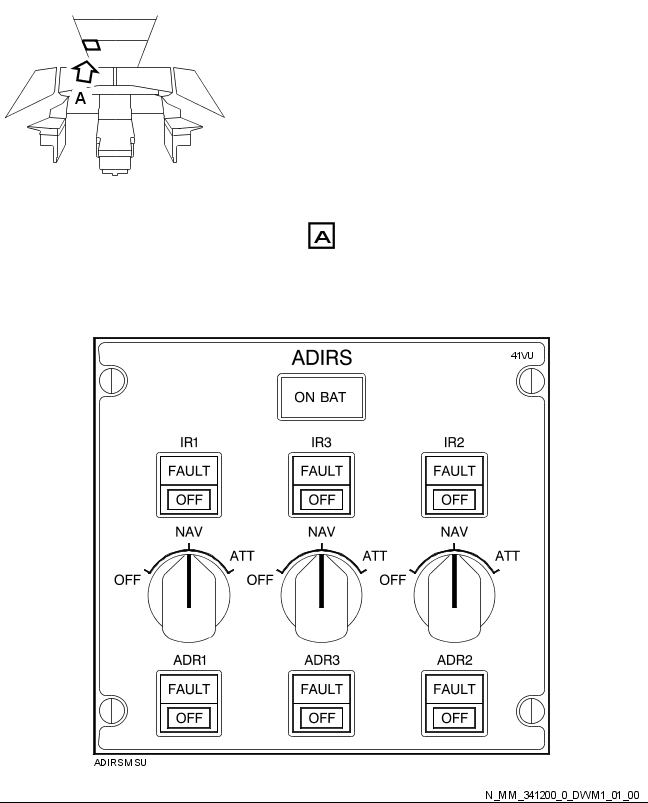 A
A
ADIRS 41VU
ON BAT
IR1 IR3 IR2
FAULT FAULT FAULT
OFF OFF OFF
NAV NAV NAV
OFF ATT OFF ATT OFF ATT
ADR1 ADR3 ADR2
FAULT FAULT FAULT
OFF OFF OFF
ADIRSMSU
N_MM_341200_0_DWM1_01_00